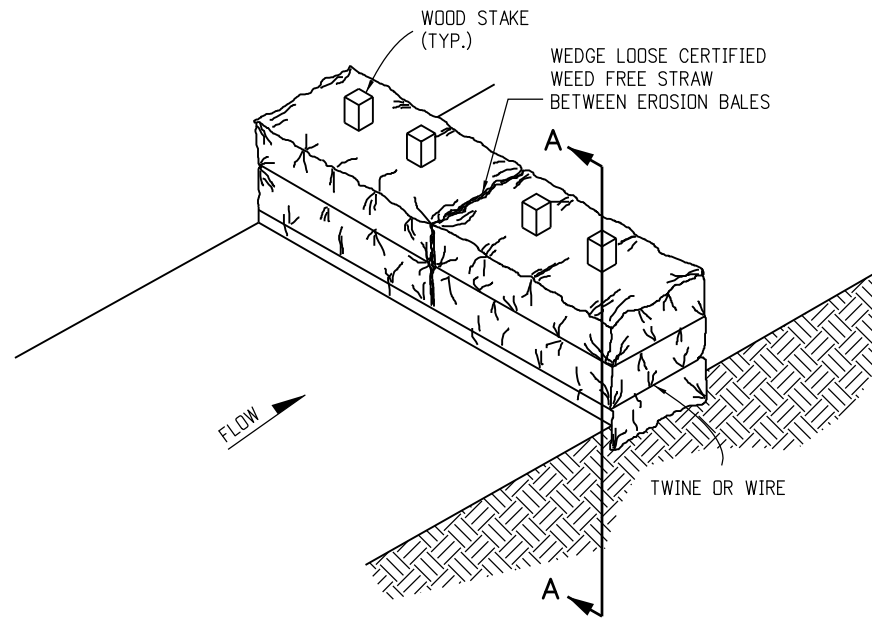 WOOD STAKE
(TYP.)
WEDGE LOOSE CERTIFIED
WEED FREE STRAW
BETWEEN EROSION BALES
A
FLOW
TWINE OR WIRE
A